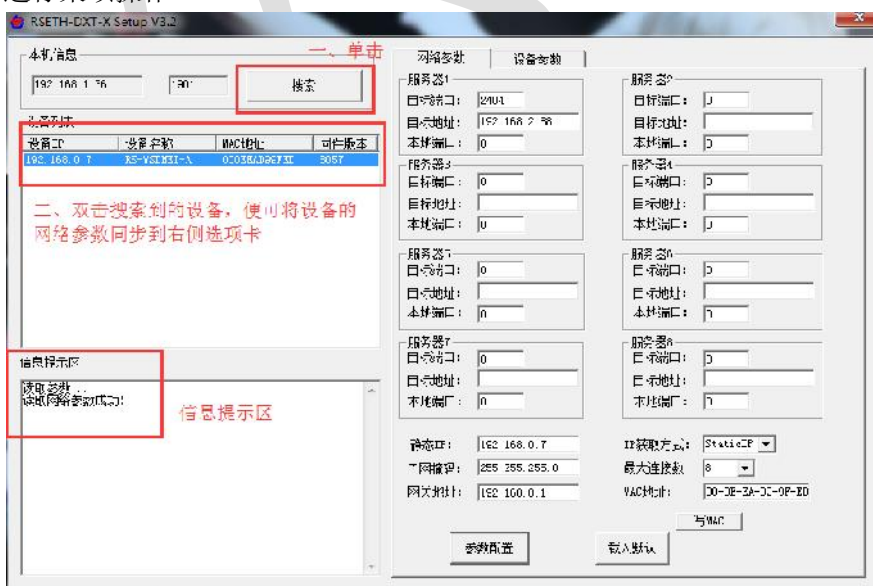 RSETH-DXT-X Setup V3.2
本机信息
192 168 1 76
搜索
一、单击
设备列表
设备IP 设备名称 MAC地址 固件版本
192.168.0 7
二、双击搜索到的设备，便可将设备的
网络参数同步到右侧选项卡
信息提示区
读取参数...
读取网络参数成功!
信息提示区
网络参数 设备参数
服务器1
目标端口: 2404
目标地址: 192 168 2 38
本地端口: 0
服务器2
目标端口: 0
目标地址:
本地端口: 0
服务器3
目标端口: 0
目标地址:
本地端口: 0
服务器4
目标端口: 0
目标地址:
本地端口: 0
服务器5
目标端口: 0
目标地址:
本地端口: 0
服务器6
目标端口: 0
目标地址:
本地端口: 0
服务器7
目标端口: 0
目标地址:
本地端口: 0
服务器8
目标端口: 0
目标地址:
本地端口: 0
静态IP: 192 168.0.7
子网掩码: 255 255.255.0
网关地址: 192 168.0.1
IP获取方式: StaticIP
最大连接数 8
MAC地址:
写MAC
参数配置
载入默认